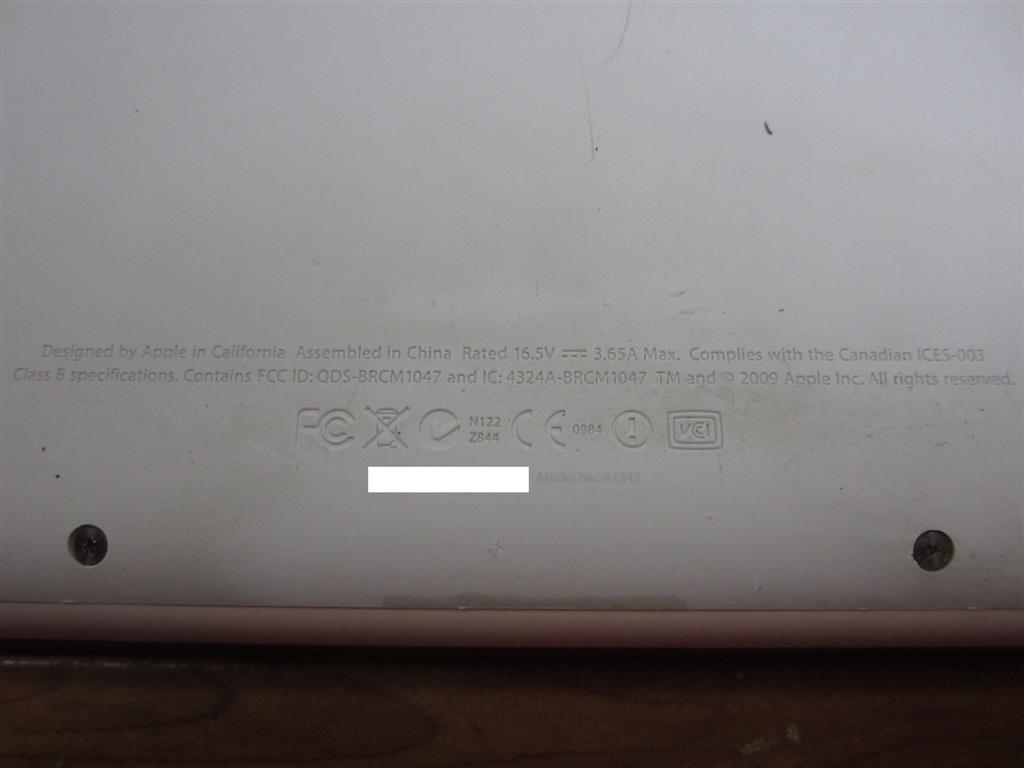 Designed by Apple in California Assembled in China Rated 16.5V ⎓ 3.65A Max. Complies with the Canadian ICES-003
Class B specifications. Contains FCC ID: QDS-BRCM1047 and IC: 4324A-BRCM1047 TM and © 2009 Apple Inc. All rights reserved.
FC N122 CE 0984 ! VCI
Z844
Model No.: A1342